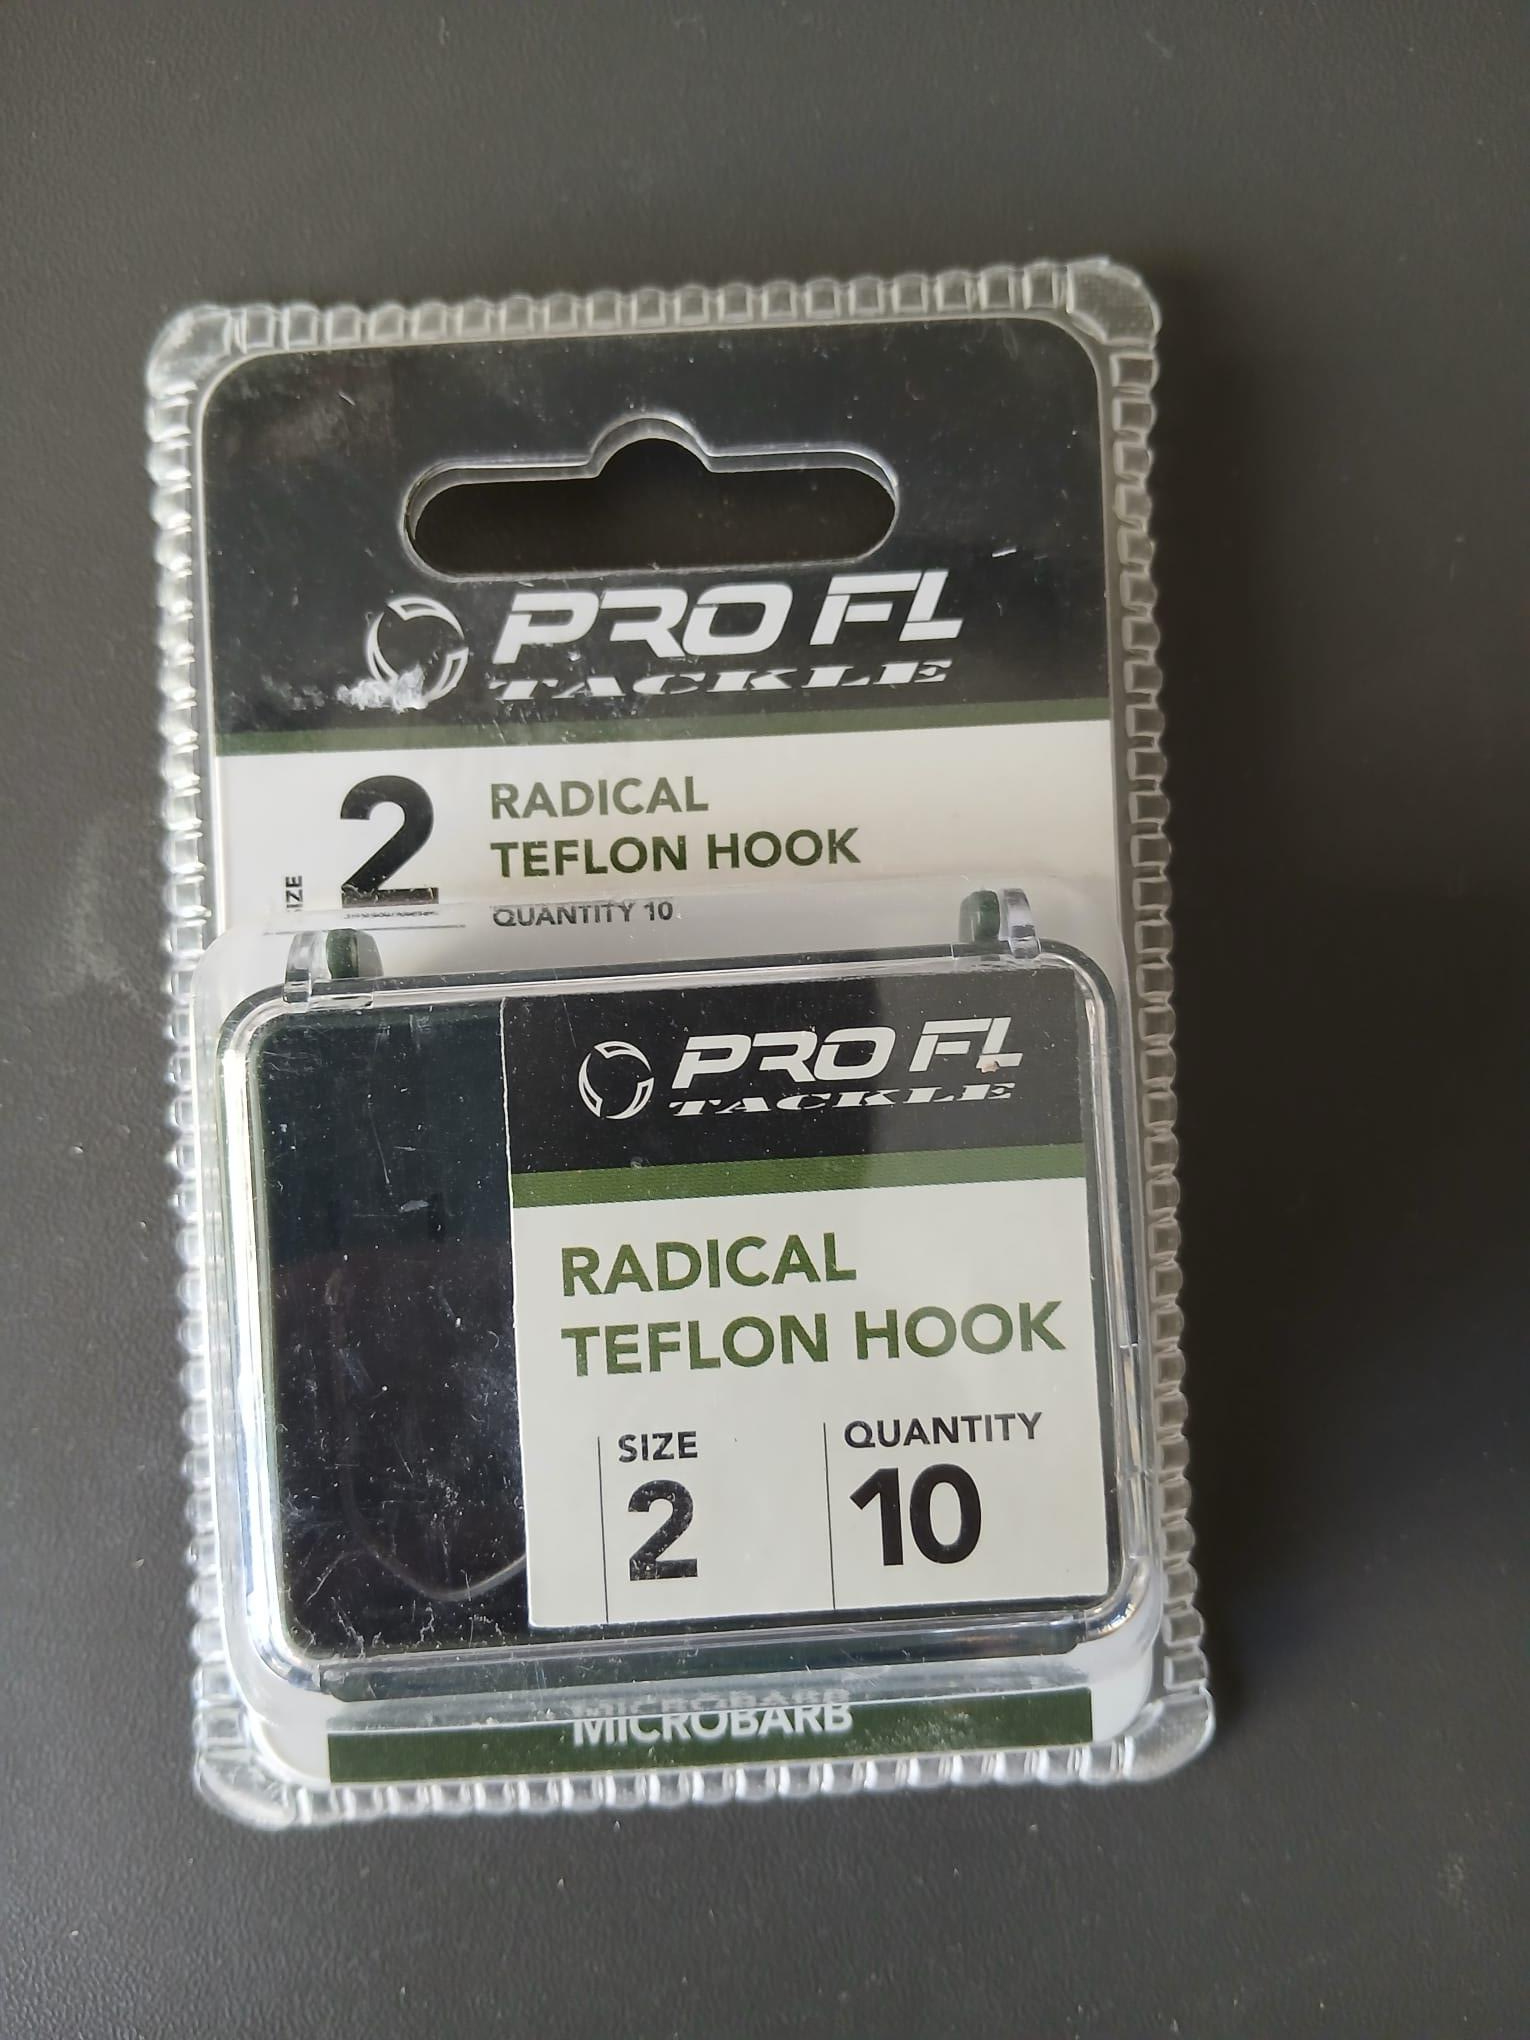 PRO FL
TACKLE
SIZE
2
RADICAL
TEFLON HOOK
QUANTITY 10
PRO FL
TACKLE
RADICAL
TEFLON HOOK
SIZE
2
QUANTITY
10
MICROBARB